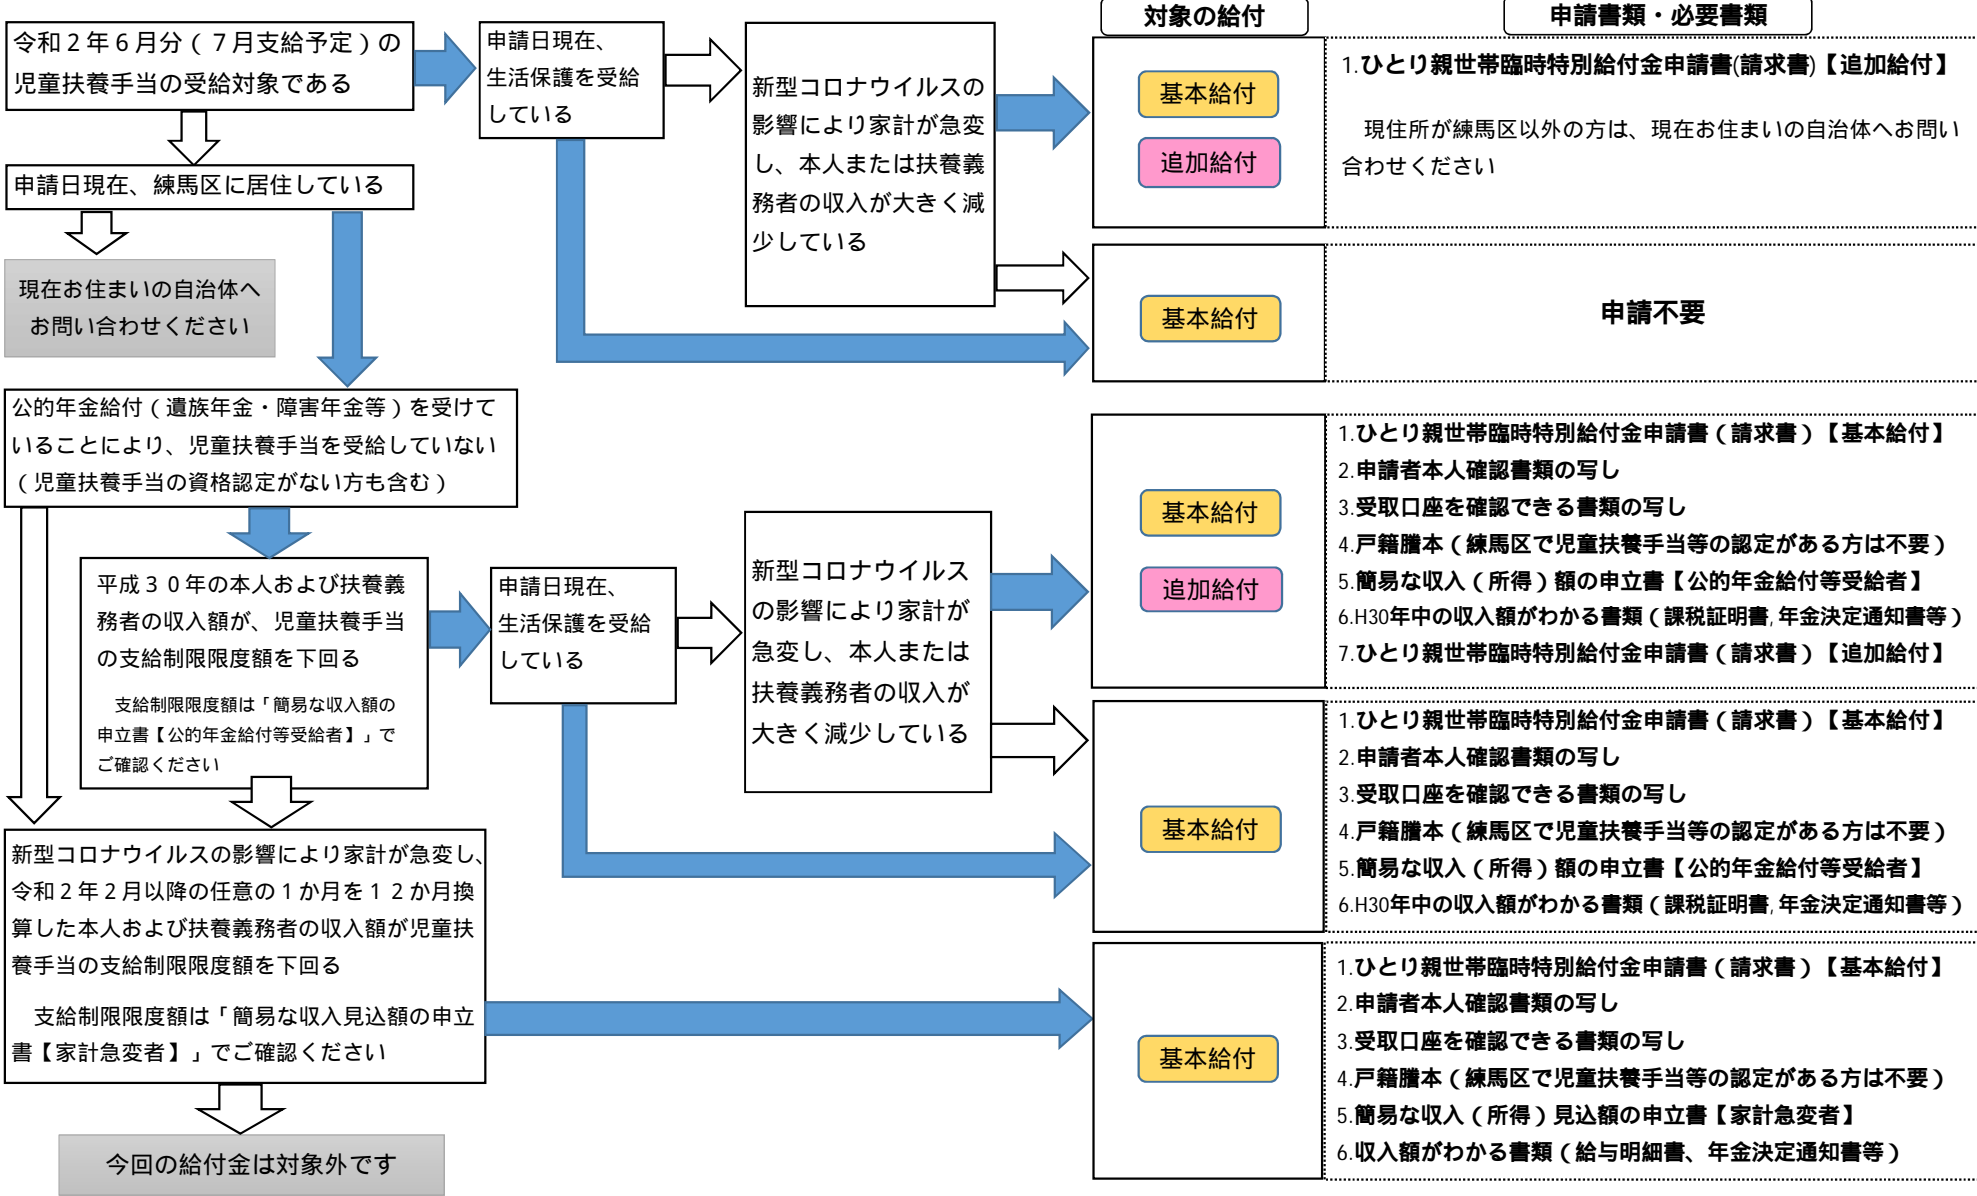 対象の給付
申請書類・必要書類
令和２年６月分（７月支給予定）の
児童扶養手当の受給対象である
申請日現在、
生活保護を受給
している
新型コロナウイルスの
影響により家計が急変
し、本人または扶養義
務者の収入が大きく減
少している
基本給付
追加給付
1.ひとり親世帯臨時特別給付金申請書(請求書)【追加給付】
現住所が練馬区以外の方は、現在お住まいの自治体へお問い
合わせください
申請日現在、練馬区に居住している
現在お住まいの自治体へ
お問い合わせください
基本給付
申請不要
公的年金給付（遺族年金・障害年金等）を受けて
いることにより、児童扶養手当を受給していない
（児童扶養手当の資格認定がない方も含む）
平成３０年の本人および扶養義
務者の収入額が、児童扶養手当
の支給制限限度額を下回る
支給制限限度額は「簡易な収入額の
申立書【公的年金給付等受給者】」で
ご確認ください
申請日現在、
生活保護を受給
している
新型コロナウイルス
の影響により家計が
急変し、本人または
扶養義務者の収入が
大きく減少している
基本給付
追加給付
1.ひとり親世帯臨時特別給付金申請書（請求書）【基本給付】
2.申請者本人確認書類の写し
3.受取口座を確認できる書類の写し
4.戸籍謄本（練馬区で児童扶養手当等の認定がある方は不要）
5.簡易な収入（所得）額の申立書【公的年金給付等受給者】
6.H30年中の収入額がわかる書類（課税証明書,年金決定通知書等）
7.ひとり親世帯臨時特別給付金申請書（請求書）【追加給付】
基本給付
1.ひとり親世帯臨時特別給付金申請書（請求書）【基本給付】
2.申請者本人確認書類の写し
3.受取口座を確認できる書類の写し
4.戸籍謄本（練馬区で児童扶養手当等の認定がある方は不要）
5.簡易な収入（所得）額の申立書【公的年金給付等受給者】
6.H30年中の収入額がわかる書類（課税証明書,年金決定通知書等）
新型コロナウイルスの影響により家計が急変し、
令和２年２月以降の任意の１か月を１２か月換
算した本人および扶養義務者の収入額が児童扶
養手当の支給制限限度額を下回る
支給制限限度額は「簡易な収入見込額の申立
書【家計急変者】」でご確認ください
基本給付
1.ひとり親世帯臨時特別給付金申請書（請求書）【基本給付】
2.申請者本人確認書類の写し
3.受取口座を確認できる書類の写し
4.戸籍謄本（練馬区で児童扶養手当等の認定がある方は不要）
5.簡易な収入（所得）見込額の申立書【家計急変者】
6.収入額がわかる書類（給与明細書、年金決定通知書等）
今回の給付金は対象外です